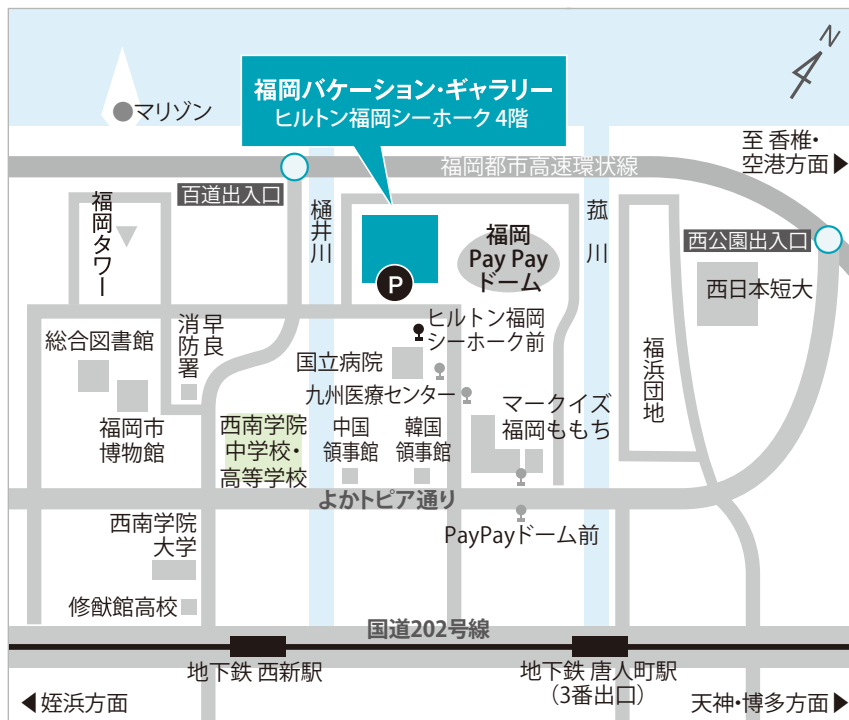 N
福岡バケーション・ギャラリー
ヒルトン福岡シーホーク 4階
マリゾン
至 香椎・
空港方面▶
福岡都市高速環状線
百道出入口
福岡タワー
樋井川
菰川
福岡
Pay Pay
ドーム
西公園出入口
西日本短大
P
ヒルトン福岡
シーホーク前
早良
消防署
総合図書館
国立病院
九州医療センター
福浜団地
福岡市
博物館
西南学院
中学校・
高等学校
中国
領事館
韓国
領事館
マークイズ
福岡ももち
よかトピア通り
PayPayドーム前
西南学院
大学
修猷館高校
国道202号線
地下鉄 西新駅
地下鉄 唐人町駅
（3番出口）
◀姪浜方面
天神・博多方面▶